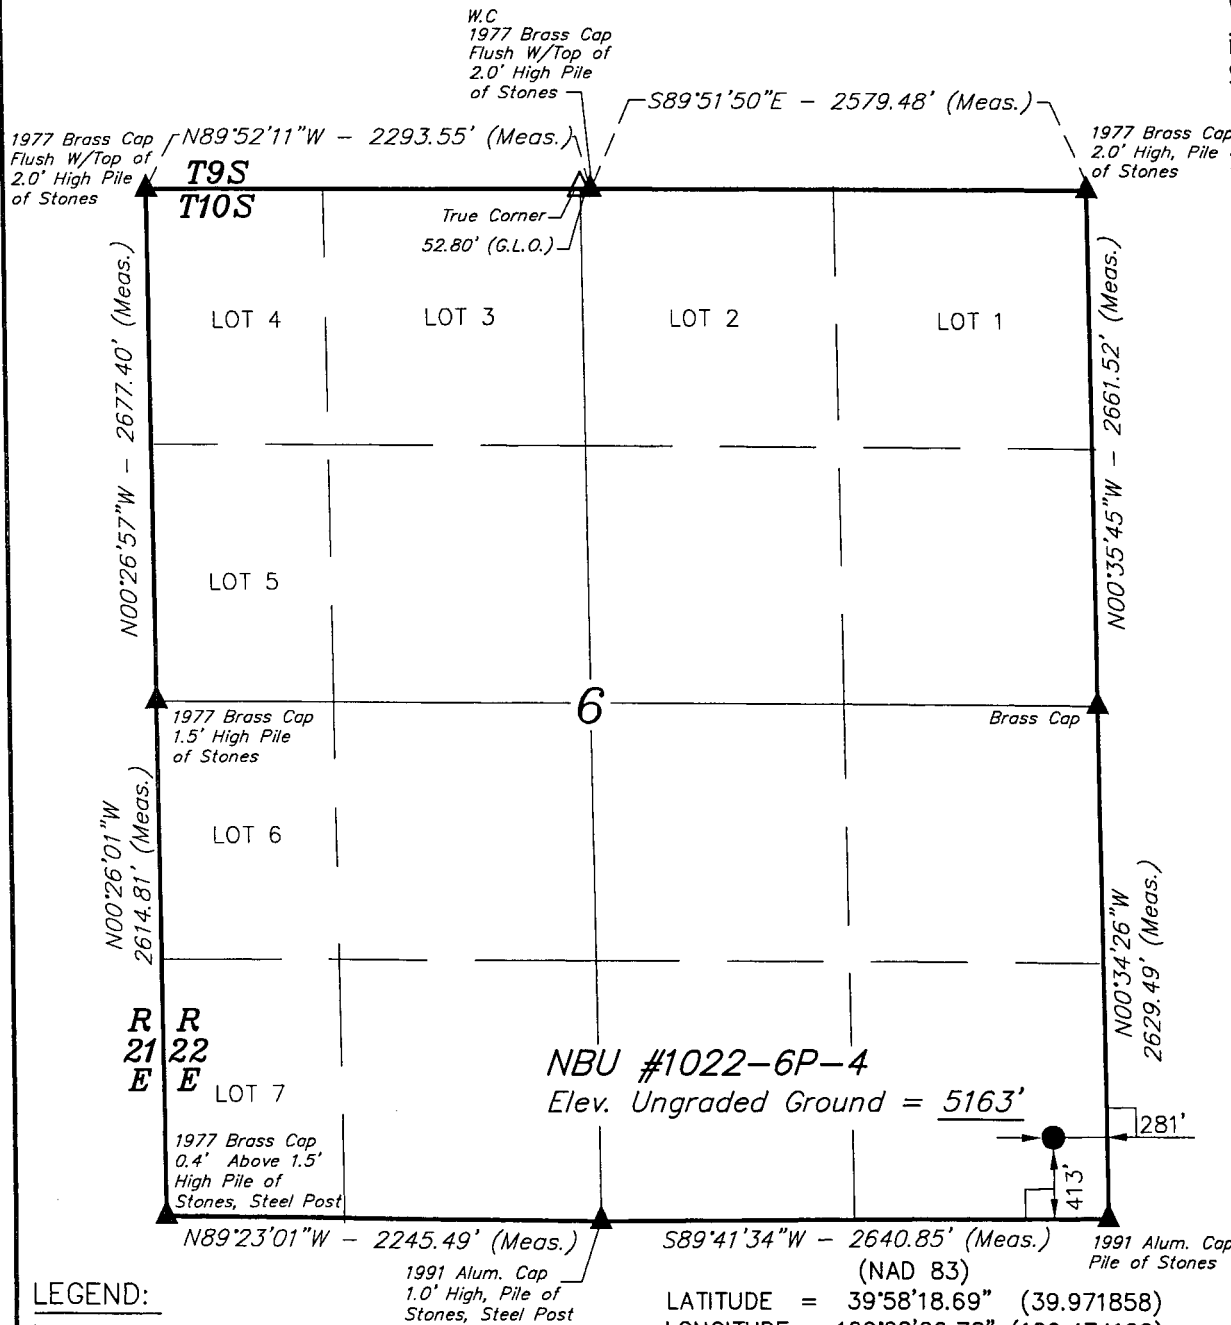 W.C
1977 Brass Cap
Flush W/Top of
2.0' High Pile
of Stones
S89°51'50"E - 2579.48' (Meas.)
N89°52'11"W - 2293.55' (Meas.)
1977 Brass Cap
Flush W/Top of
2.0' High Pile
of Stones
1977 Brass Cap
2.0' High, Pile
of Stones
T9S
T10S
True Corner
52.80' (G.L.O.)
N00°26'57"W - 2677.40' (Meas.)
LOT 4
LOT 3
LOT 2
LOT 1
N00°35'45"W - 2661.52' (Meas.)
LOT 5
6
1977 Brass Cap
1.5' High Pile
of Stones
Brass Cap
N00°26'01"W
2614.81' (Meas.)
LOT 6
N00°34'26"W
2629.49' (Meas.)
R R
21 22
E E
LOT 7
NBU #1022-6P-4
Elev. Ungraded Ground = 5163'
281'
413'
1977 Brass Cap
0.4' Above 1.5'
High Pile of
Stones, Steel Post
N89°23'01"W - 2245.49' (Meas.)
S89°41'34"W - 2640.85' (Meas.)
1991 Alum. Cap
Pile of Stones
1991 Alum. Cap
1.0' High, Pile of
Stones, Steel Post
(NAD 83)
LATITUDE = 39°58'18.69" (39.971858)
LEGEND: